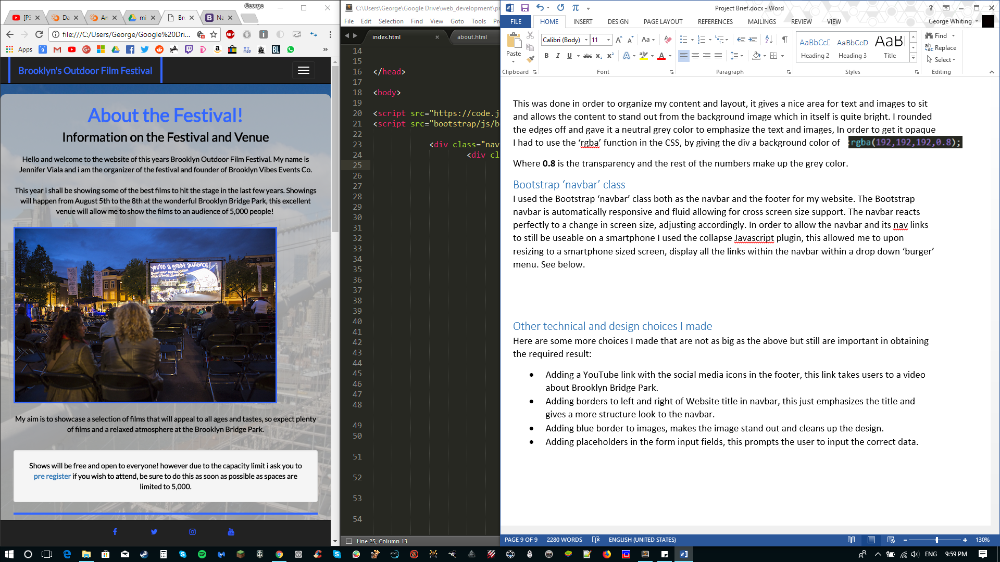 George
[P
Da
An
mi
Br
Na
file:///C:/Users/George/Google%20Dri...
Apps
Brooklyn's Outdoor Film Festival
About the Festival!
Information on the Festival and Venue
Hello and welcome to the website of this years Brooklyn Outdoor Film Festival. My name is
Jennifer Viala and i am the organizer of the festival and founder of Brooklyn Vibes Events Co.
This year i shall be showing some of the best films to hit the stage in the last few years. Showings
will happen from August 5th to the 8th at the wonderful Brooklyn Bridge Park, this excellent
venue will allow me to show the films to an audience of 5,000 people!
you're a great audience!
My aim is to showcase a selection of films that will appeal to all ages and tastes, so expect plenty
of films and a relaxed atmosphere at the Brooklyn Bridge Park.
Shows will be free and open to everyone! however due to the capacity limit i ask you to
pre register if you wish to attend, be sure to do this as soon as possible as spaces are
limited to 5,000.
C:\Users\George\Google Drive\web_development\pr
File Edit Selection Find View Goto Tools Pr
index.html × about.html
14
15
16 </head>
17
18 <body>
19
20 <script src="https://code.j
21 <script src="bootstrap/js/b
22
23 <div class="nav
24 <div cl
25
26
27
28
29
30
31
32
33
34
35
36
37
38
39
40
41
42
43
44
45
46
47
48
49
50
51
52
53
54
Line 25, Column 13
Project Brief.docx - Word
FILE HOME INSERT DESIGN PAGE LAYOUT REFERENCES MAILINGS REVIEW VIEW George Whiting
Calibri (Body) 11
Paste
Find
Replace
Select
AaBbCcD Heading 2
AaBbCcD Heading 3
AaBl Title
Clipboard Font Paragraph Styles Editing
This was done in order to organize my content and layout, it gives a nice area for text and images to sit
and allows the content to stand out from the background image which in itself is quite bright. I rounded
the edges off and gave it a neutral grey color to emphasize the text and images, In order to get it opaque
I had to use the ‘rgba’ function in the CSS, by giving the div a background color of :rgba(192,192,192,0.8);
Where 0.8 is the transparency and the rest of the numbers make up the grey color.
Bootstrap ‘navbar’ class
I used the Bootstrap ‘navbar’ class both as the navbar and the footer for my website. The Bootstrap
navbar is automatically responsive and fluid allowing for cross screen size support. The navbar reacts
perfectly to a change in screen size, adjusting accordingly. In order to allow the navbar and its nav links
to still be useable on a smartphone I used the collapse Javascript plugin, this allowed me to upon
resizing to a smartphone sized screen, display all the links within the navbar within a drop down ‘burger’
menu. See below.
Other technical and design choices I made
Here are some more choices I made that are not as big as the above but still are important in obtaining
the required result:
• Adding a YouTube link with the social media icons in the footer, this link takes users to a video
about Brooklyn Bridge Park.
• Adding borders to left and right of Website title in navbar, this just emphasizes the title and
gives a more structure look to the navbar.
• Adding blue border to images, makes the image stand out and cleans up the design.
• Adding placeholders in the form input fields, this prompts the user to input the correct data.
PAGE 9 OF 9 2280 WORDS ENGLISH (UNITED STATES) 130%
ENG 9:59 PM